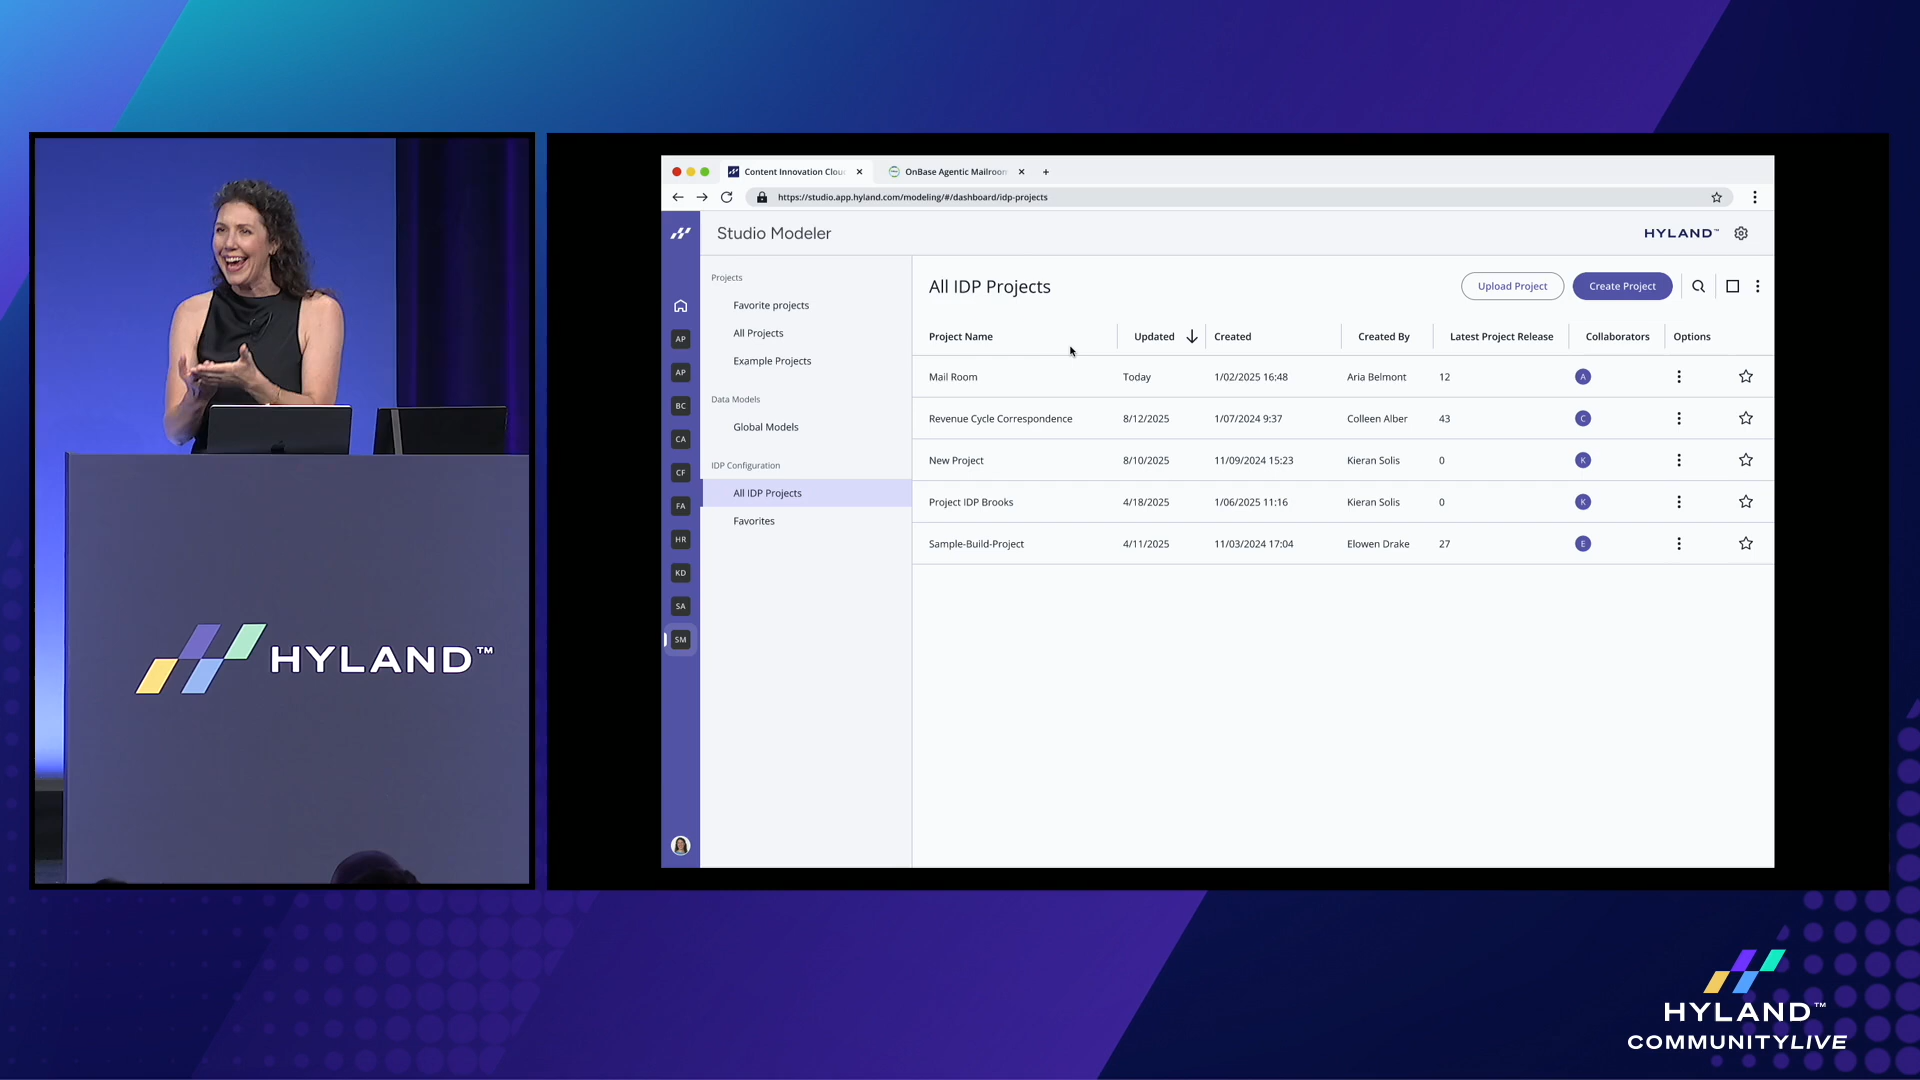 Content Innovation Clou
OnBase Agentic Mailroom
https://studio.app.hyland.com/modeling/#/dashboard/idp-projects
Studio Modeler
HYLAND™
Projects
Favorite projects
All Projects
Example Projects
Data Models
Global Models
IDP Configuration
All IDP Projects
Favorites
AP
AP
BC
CA
CF
FA
HR
KD
SA
SM
All IDP Projects
Upload Project
Create Project
Project Name Updated Created Created By Latest Project Release Collaborators Options
Mail Room Today 1/02/2025 16:48 Aria Belmont 12 A
Revenue Cycle Correspondence 8/12/2025 1/07/2024 9:37 Colleen Alber 43 C
New Project 8/10/2025 11/09/2024 15:23 Kieran Solis 0 K
Project IDP Brooks 4/18/2025 1/06/2025 11:16 Kieran Solis 0 K
Sample-Build-Project 4/11/2025 11/03/2024 17:04 Elowen Drake 27 E
HYLAND™
HYLAND™
COMMUNITYLIVE